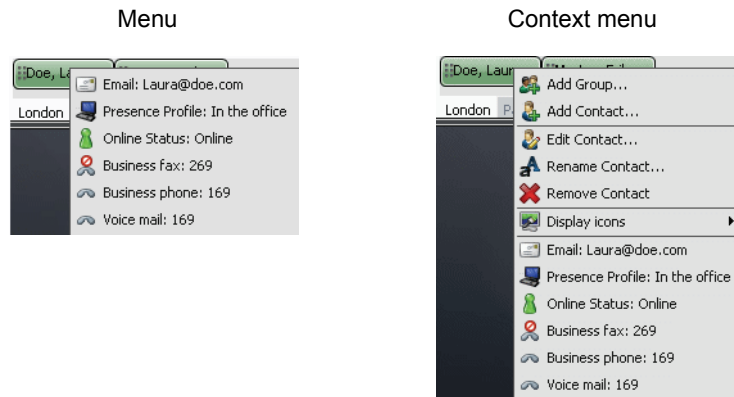 Menu
Doe, La
London
Email: Laura@doe.com
Presence Profile: In the office
Online Status: Online
Business fax: 269
Business phone: 169
Voice mail: 169
Context menu
Doe, Laur
London
Add Group...
Add Contact...
Edit Contact...
Rename Contact...
Remove Contact
Display icons
Email: Laura@doe.com
Presence Profile: In the office
Online Status: Online
Business fax: 269
Business phone: 169
Voice mail: 169